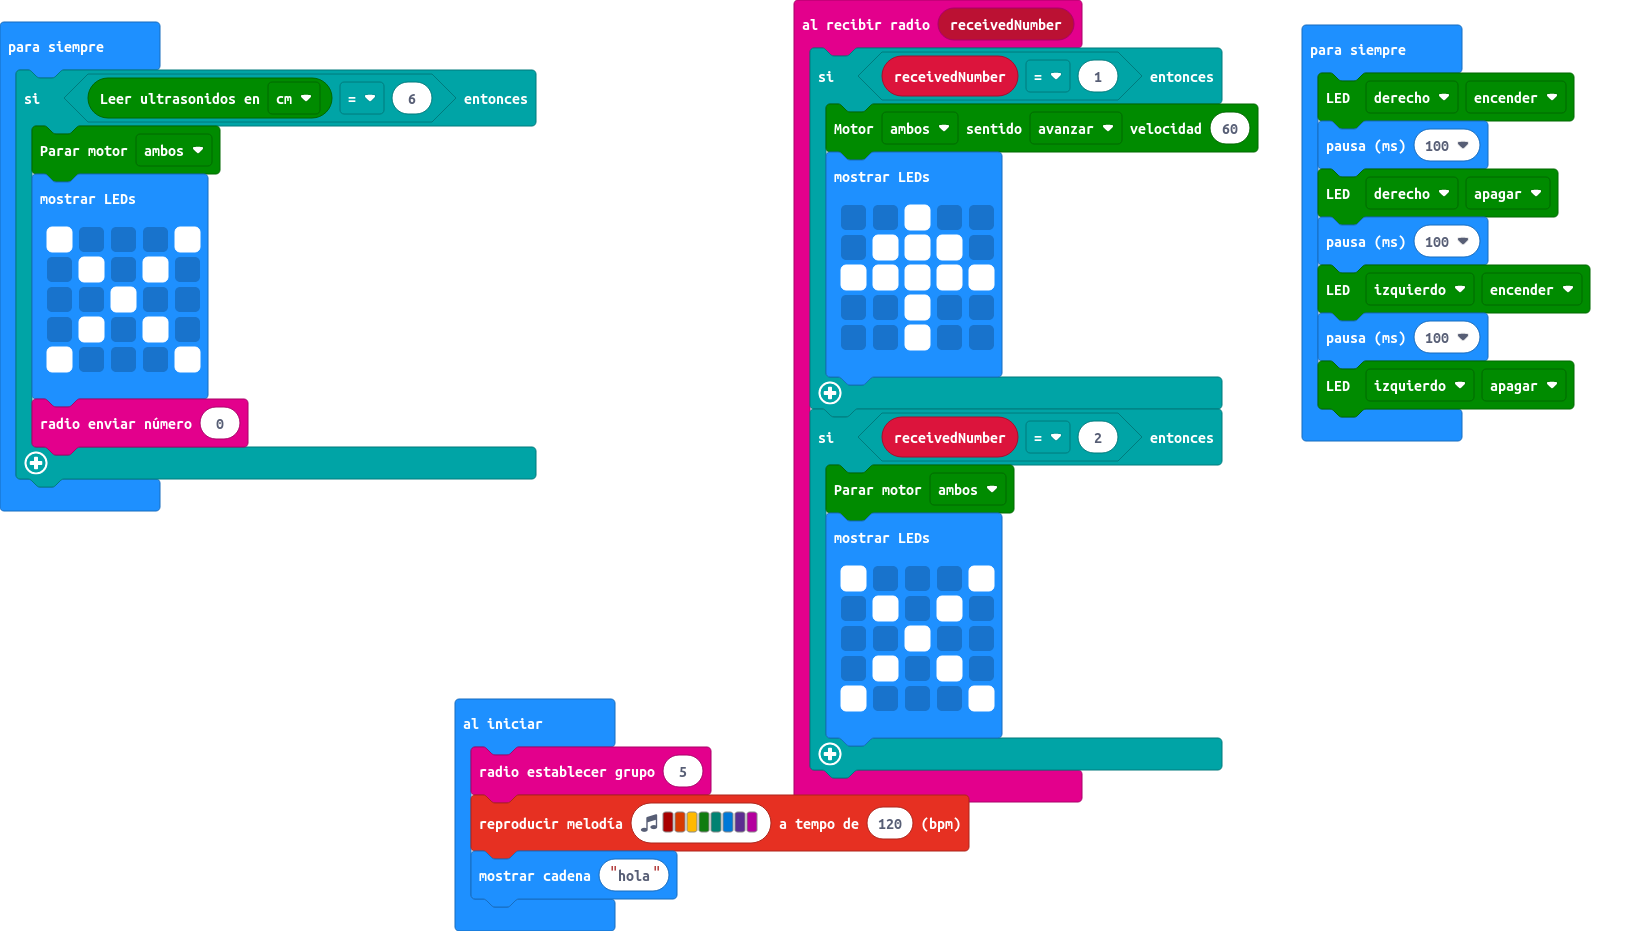 para siempre
si Leer ultrasonidos en cm = 6 entonces
Parar motor ambos
mostrar LEDs
radio enviar número 0
al recibir radio receivedNumber
si receivedNumber = 1 entonces
Motor ambos sentido avanzar velocidad 60
mostrar LEDs
si receivedNumber = 2 entonces
Parar motor ambos
mostrar LEDs
para siempre
LED derecho encender
pausa (ms) 100
LED derecho apagar
pausa (ms) 100
LED izquierdo encender
pausa (ms) 100
LED izquierdo apagar
al iniciar
radio establecer grupo 5
reproducir melodía a tempo de 120 (bpm)
mostrar cadena "hola"